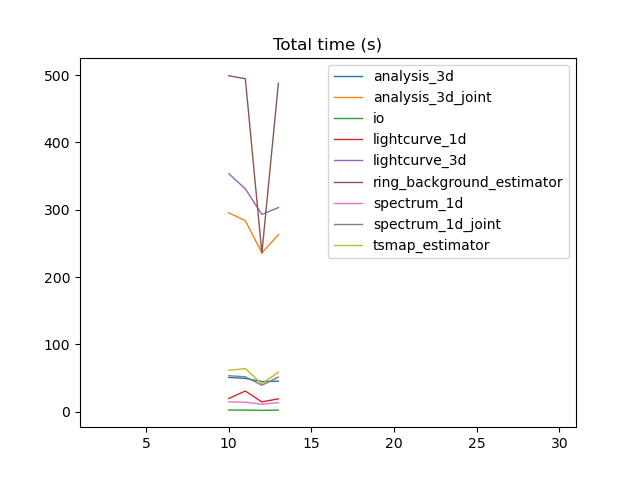 Total time (s)
500
400
300
200
100
0
analysis_3d
analysis_3d_joint
io
lightcurve_1d
lightcurve_3d
ring_background_estimator
spectrum_1d
spectrum_1d_joint
tsmap_estimator
5 10 15 20 25 30